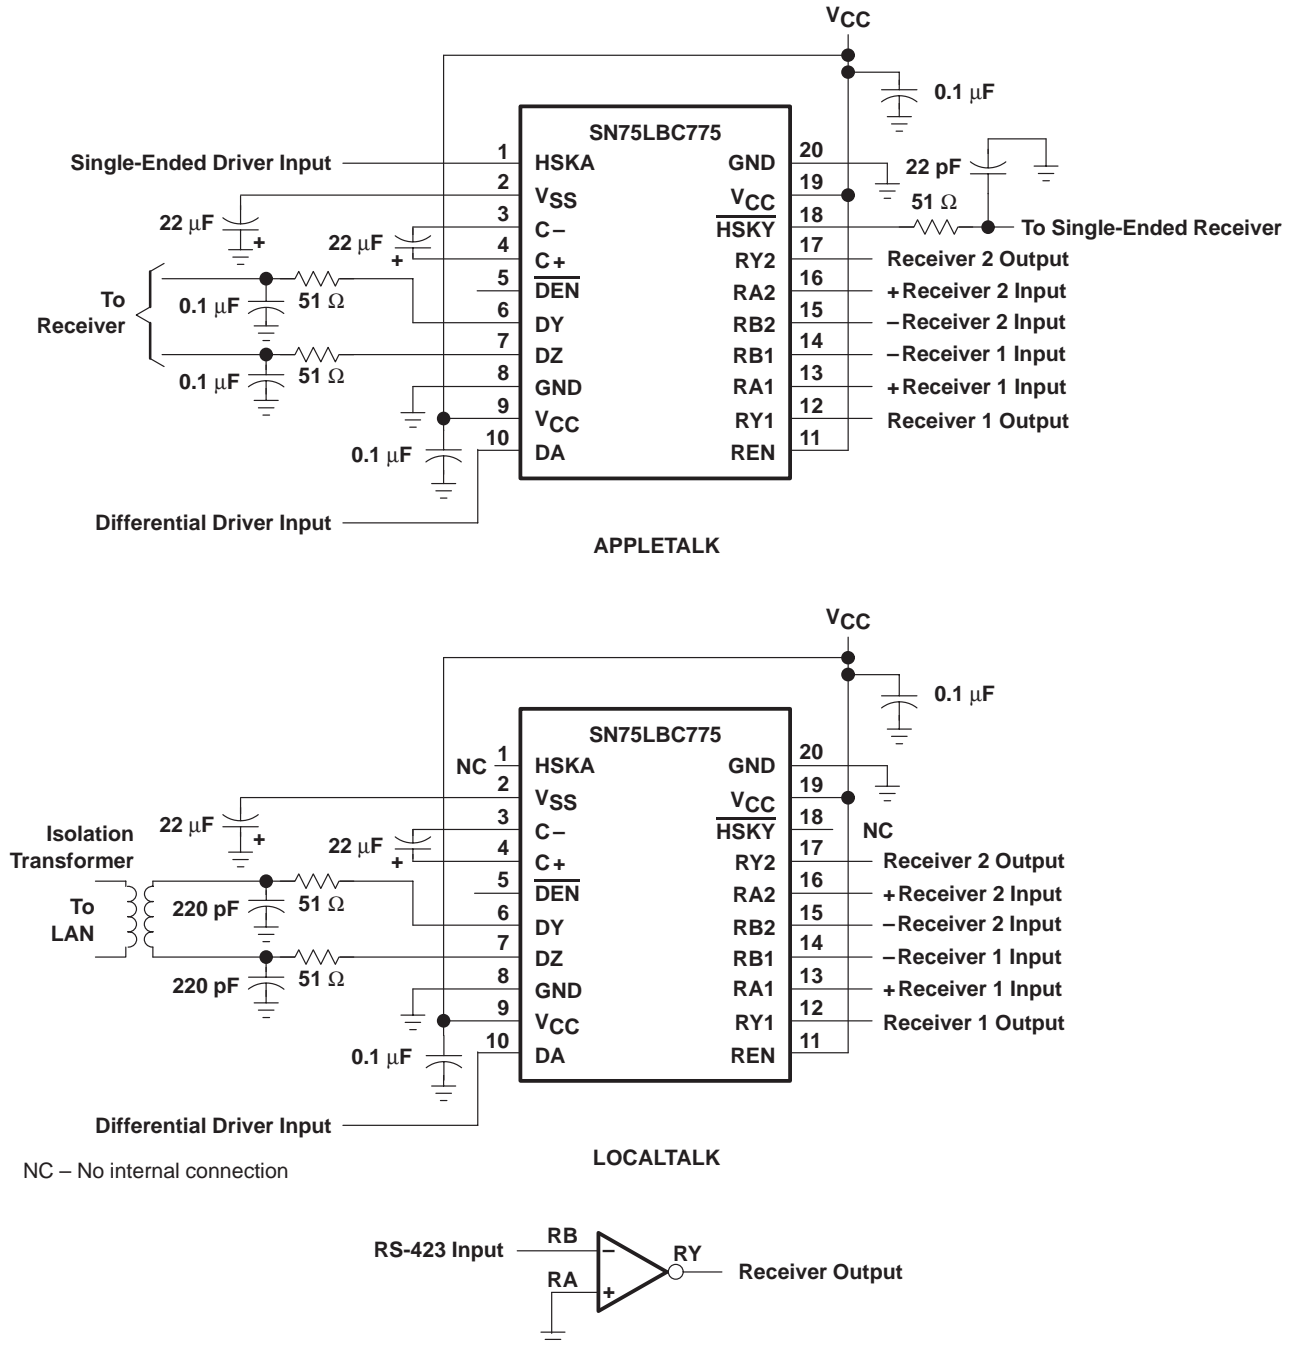 VCC
0.1 μF
SN75LBC775
Single-Ended Driver Input
1
HSKA
GND
20
22 pF
2
VSS
VCC
19
51 Ω
22 μF
+
3
C–
HSKY
18
To Single-Ended Receiver
22 μF
+
4
C+
RY2
17
Receiver 2 Output
5
DEN
RA2
16
+Receiver 2 Input
To
Receiver
0.1 μF
51 Ω
6
DY
RB2
15
–Receiver 2 Input
7
DZ
RB1
14
–Receiver 1 Input
0.1 μF
51 Ω
8
GND
RA1
13
+Receiver 1 Input
9
VCC
RY1
12
Receiver 1 Output
0.1 μF
10
DA
REN
11
Differential Driver Input
APPLETALK
VCC
0.1 μF
SN75LBC775
NC
1
HSKA
GND
20
2
VSS
VCC
19
Isolation
Transformer
22 μF
+
3
C–
HSKY
18
NC
22 μF
+
4
C+
RY2
17
Receiver 2 Output
5
DEN
RA2
16
+Receiver 2 Input
To
LAN
220 pF
51 Ω
6
DY
RB2
15
–Receiver 2 Input
7
DZ
RB1
14
–Receiver 1 Input
220 pF
51 Ω
8
GND
RA1
13
+Receiver 1 Input
9
VCC
RY1
12
Receiver 1 Output
0.1 μF
10
DA
REN
11
Differential Driver Input
LOCALTALK
NC – No internal connection
RS-423 Input
RB
–
RY
Receiver Output
RA
+